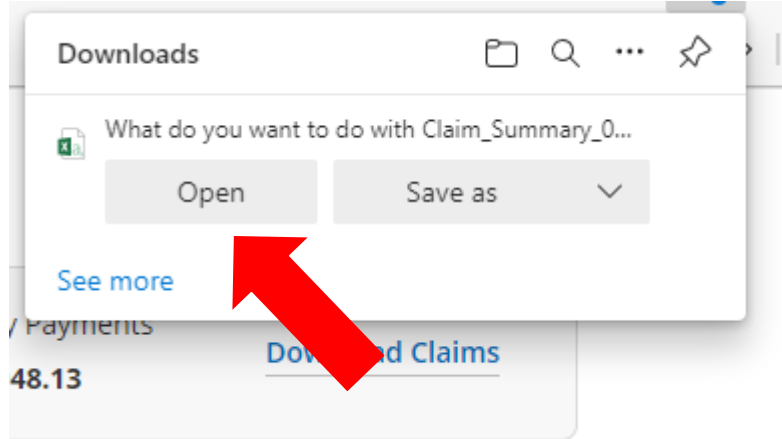 Downloads
What do you want to do with Claim_Summary_0...
Open
Save as
See more
Payments
Claims
48.13